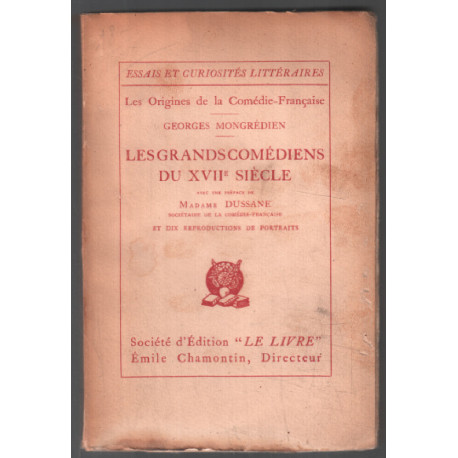 ESSAIS ET CURIOSITÉS LITTÉRAIRES
Les Origines de la Comédie-Française
GEORGES MONGRÉDIEN
LES GRANDS COMÉDIENS
DU XVIIe SIÈCLE
AVEC UNE PRÉFACE DE
MADAME DUSSANE
SOCIÉTAIRE DE LA COMÉDIE-FRANÇAISE
ET DIX REPRODUCTIONS DE PORTRAITS
Société d'Édition "LE LIVRE"
Émile Chamontin, Directeur